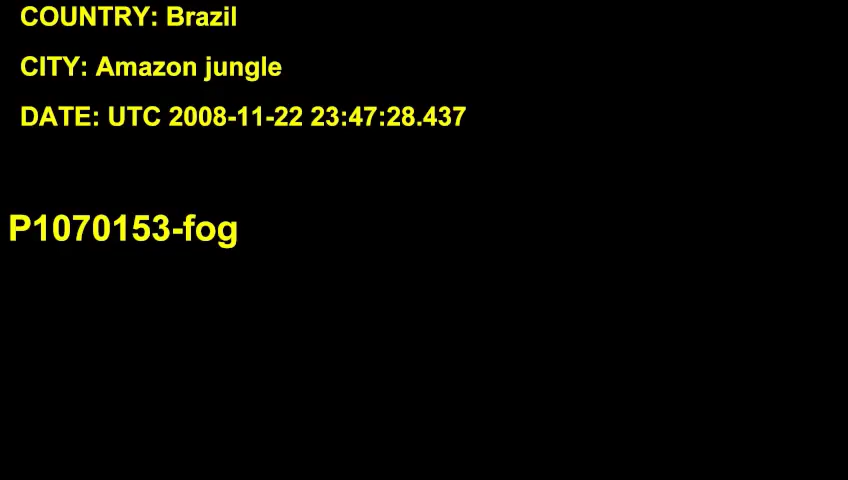 COUNTRY: Brazil
CITY: Amazon jungle
DATE: UTC 2008-11-22 23:47:28.437
P1070153-fog